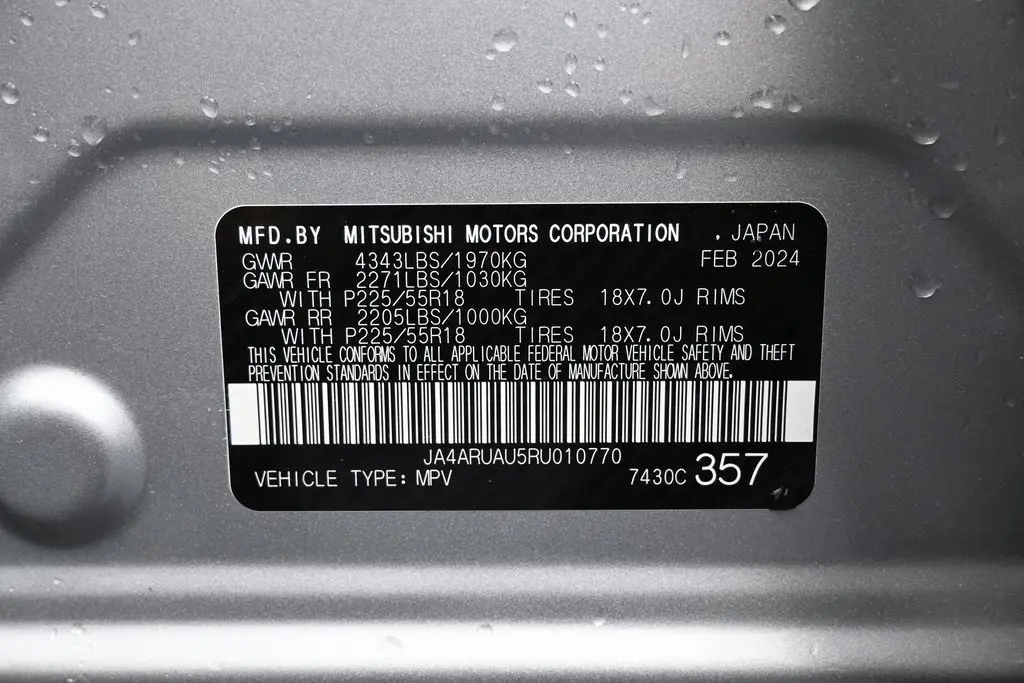 MFD.BY MITSUBISHI MOTORS CORPORATION , JAPAN
GVWR 4343LBS/1970KG FEB 2024
GAWR FR 2271LBS/1030KG
WITH P225/55R18 TIRES 18X7.0J RIMS
GAWR RR 2205LBS/1000KG
WITH P225/55R18 TIRES 18X7.0J RIMS
THIS VEHICLE CONFORMS TO ALL APPLICABLE FEDERAL MOTOR VEHICLE SAFETY AND THEFT
PREVENTION STANDARDS IN EFFECT ON THE DATE OF MANUFACTURE SHOWN ABOVE.
JA4ARUAU5RU010770
VEHICLE TYPE: MPV 7430C 357